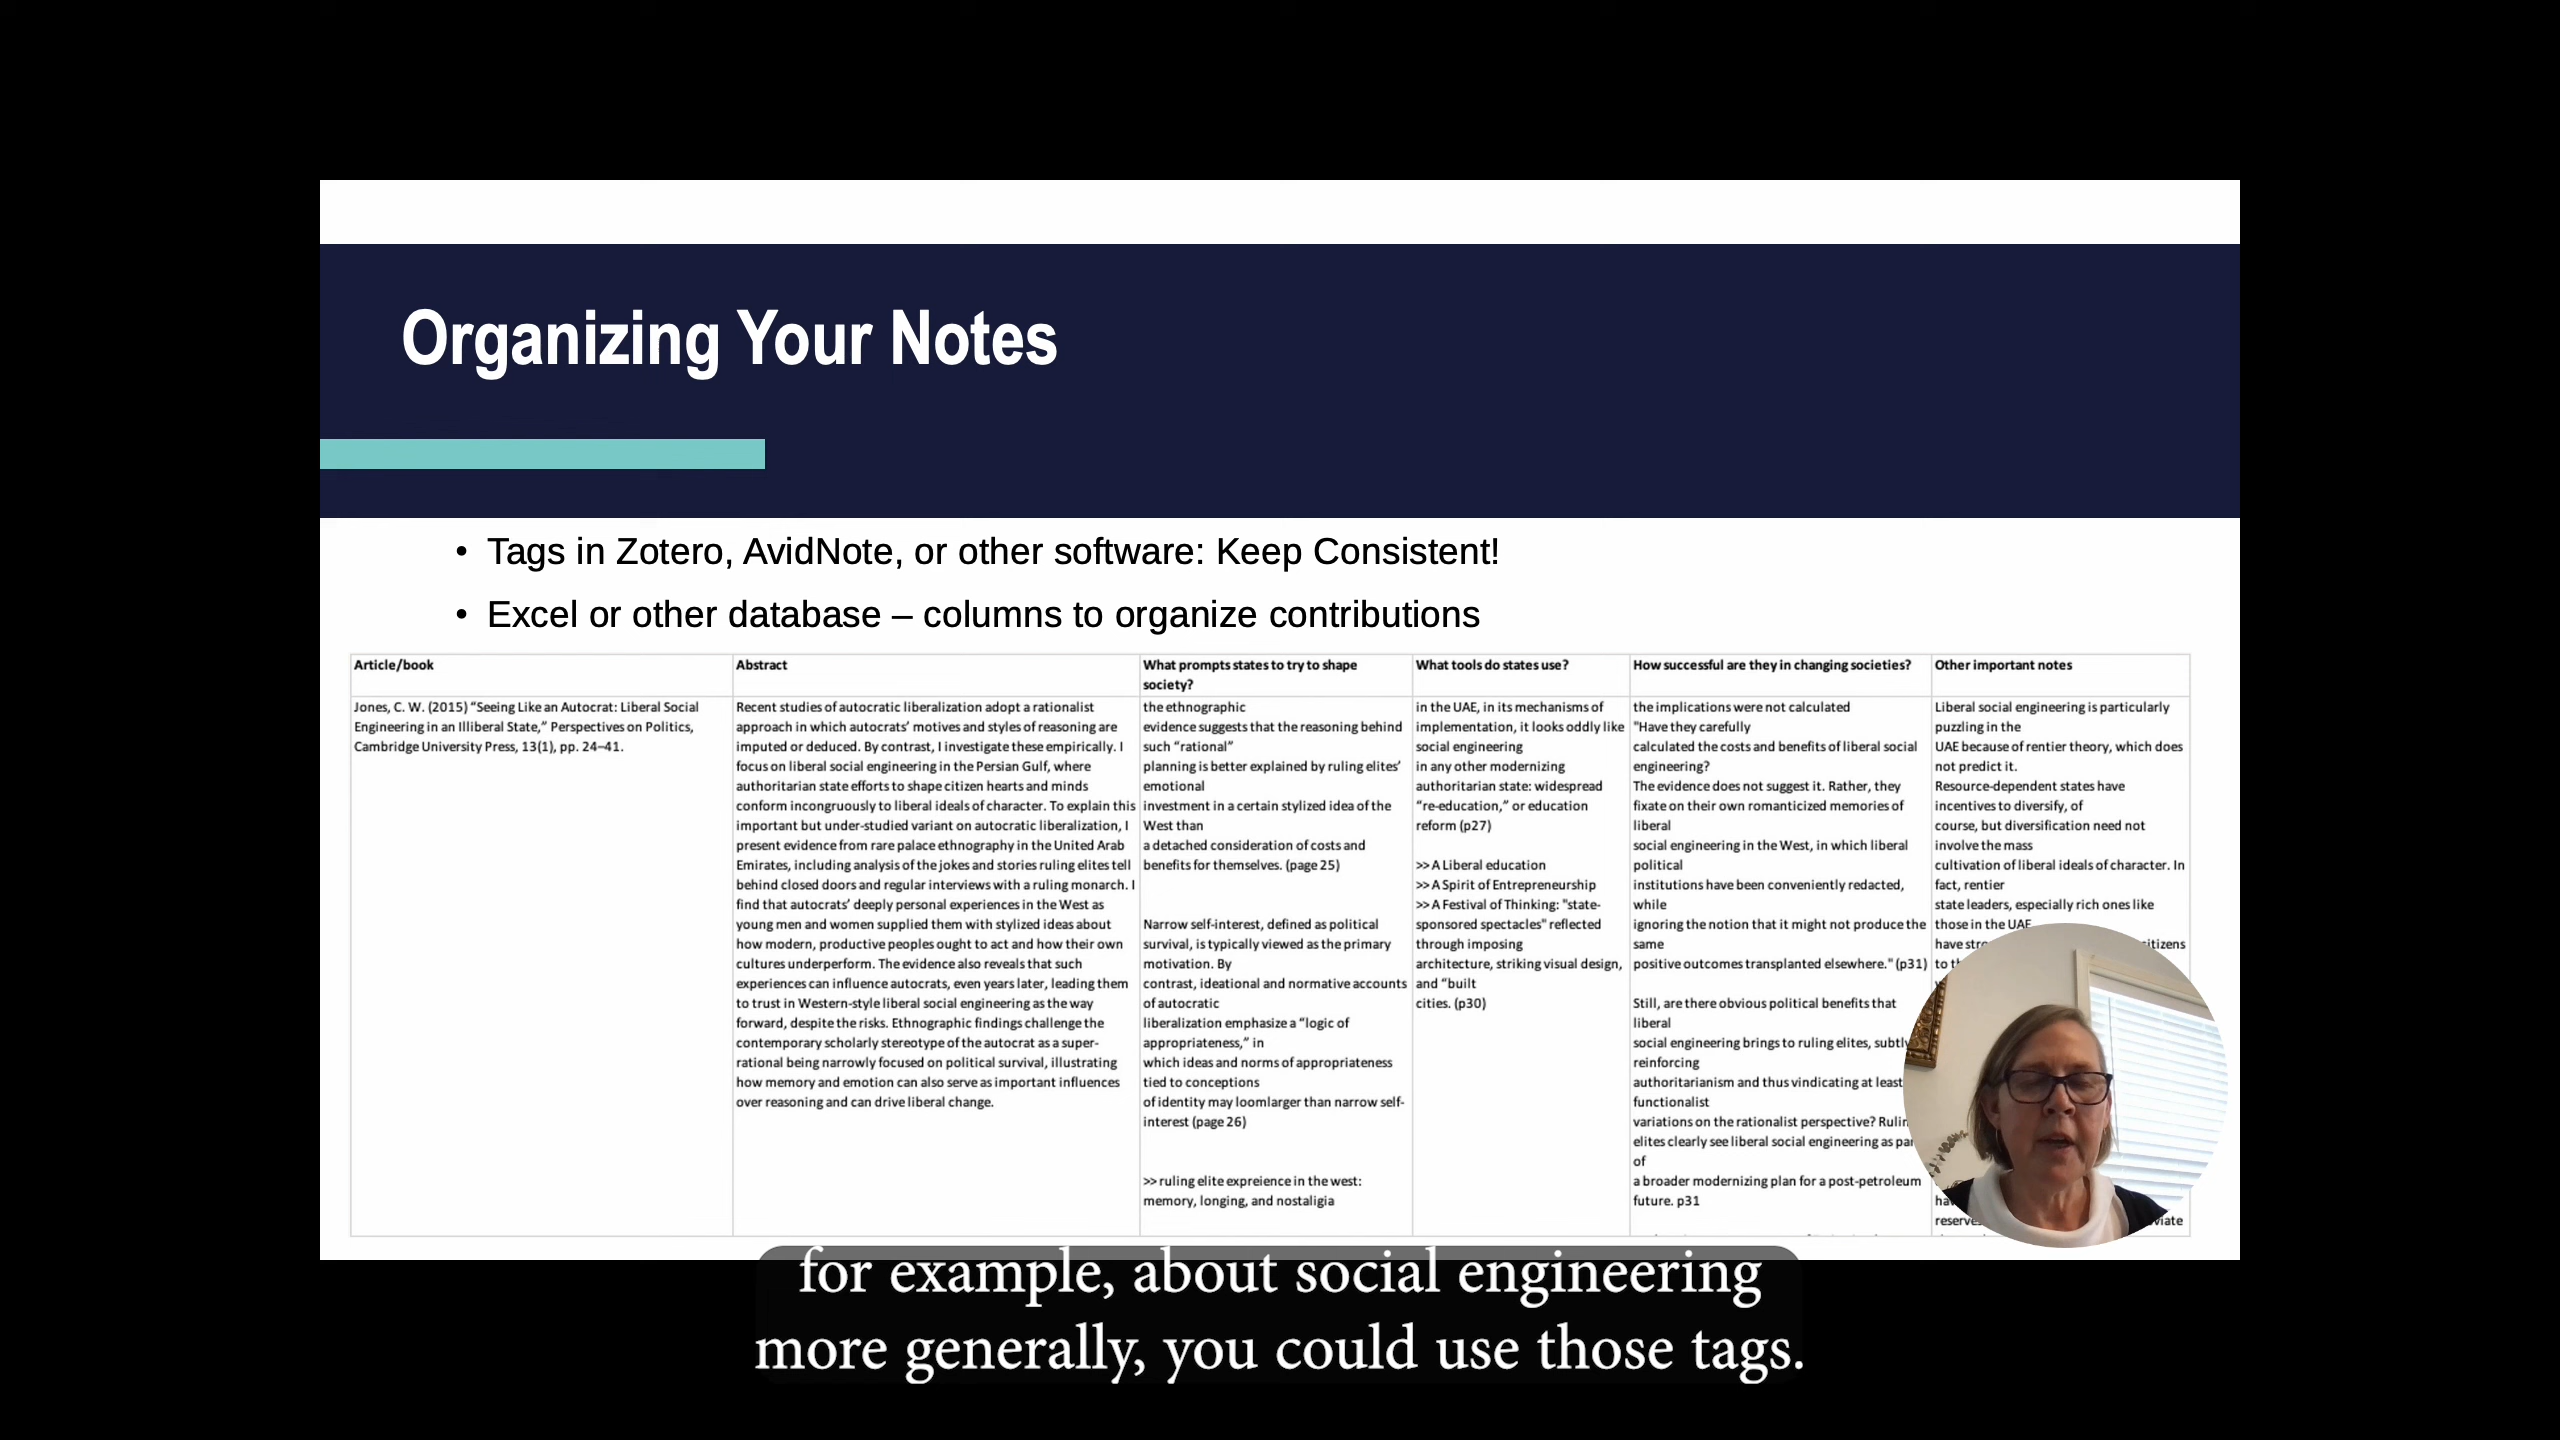 Organizing Your Notes
• Tags in Zotero, AvidNote, or other software: Keep Consistent!
• Excel or other database – columns to organize contributions
Article/book
Jones, C. W. (2015) “Seeing Like an Autocrat: Liberal Social
Engineering in an Illiberal State,” Perspectives on Politics,
Cambridge University Press, 13(1), pp. 24–41.
Abstract
Recent studies of autocratic liberalization adopt a rationalist
approach in which autocrats’ motives and styles of reasoning are
imputed or deduced. By contrast, I investigate these empirically. I
focus on liberal social engineering in the Persian Gulf, where
authoritarian state efforts to shape citizen hearts and minds
conform incongruously to liberal ideals of character. To explain this
important but under-studied variant on autocratic liberalization, I
present evidence from rare palace ethnography in the United Arab
Emirates, including analysis of the jokes and stories ruling elites tell
behind closed doors and regular interviews with a ruling monarch. I
find that autocrats’ deeply personal experiences in the West as
young men and women supplied them with stylized ideas about
how modern, productive peoples ought to act and how their own
cultures underperform. The evidence also reveals that such
experiences can influence autocrats, even years later, leading them
to trust in Western-style liberal social engineering as the way
forward, despite the risks. Ethnographic findings challenge the
contemporary scholarly stereotype of the autocrat as a super-
rational being narrowly focused on political survival, illustrating
how memory and emotion can also serve as important influences
over reasoning and can drive liberal change.
What prompts states to try to shape
society?
the ethnographic
evidence suggests that the reasoning behind
such “rational”
planning is better explained by ruling elites’
emotional
investment in a certain stylized idea of the
West than
a detached consideration of costs and
benefits for themselves. (page 25)
Narrow self-interest, defined as political
survival, is typically viewed as the primary
motivation. By
contrast, ideational and normative accounts
of autocratic
liberalization emphasize a “logic of
appropriateness,” in
which ideas and norms of appropriateness
tied to conceptions
of identity may loomlarger than narrow self-
interest (page 26)
>> ruling elite expreience in the west:
memory, longing, and nostaligia
What tools do states use?
in the UAE, in its mechanisms of
implementation, it looks oddly like
social engineering
in any other modernizing
authoritarian state: widespread
“re-education,” or education
reform (p27)
>> A Liberal education
>> A Spirit of Entrepreneurship
>> A Festival of Thinking: "state-
sponsored spectacles" reflected
through imposing
architecture, striking visual design,
and “built
cities. (p30)
How successful are they in changing societies?
the implications were not calculated
"Have they carefully
calculated the costs and benefits of liberal social
engineering?
The evidence does not suggest it. Rather, they
fixate on their own romanticized memories of
liberal
social engineering in the West, in which liberal
political
institutions have been conveniently redacted,
while
ignoring the notion that it might not produce the
same
positive outcomes transplanted elsewhere." (p31)
Still, are there obvious political benefits that
liberal
social engineering brings to ruling elites, subtly
reinforcing
authoritarianism and thus vindicating at least
functionalist
variations on the rationalist perspective? Ruling
elites clearly see liberal social engineering as part
of
a broader modernizing plan for a post-petroleum
future. p31
Other important notes
Liberal social engineering is particularly
puzzling in the
UAE because of rentier theory, which does
not predict it.
Resource-dependent states have
incentives to diversify, of
course, but diversification need not
involve the mass
cultivation of liberal ideals of character. In
fact, rentier
state leaders, especially rich ones like
those in the UAE
have
for example, about social engineering
more generally, you could use those tags.